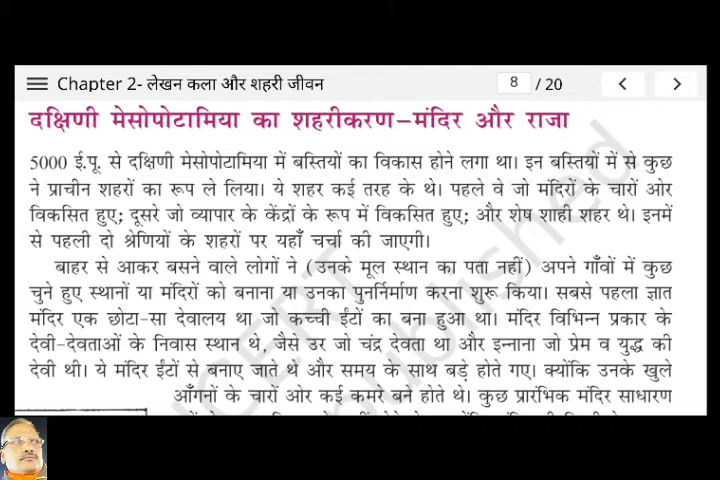 Chapter 2- लेखन कला और शहरी जीवन
8 / 20
दक्षिणी मेसोपोटामिया का शहरीकरण–मंदिर और राजा
5000 ई.पू. से दक्षिणी मेसोपोटामिया में बस्तियों का विकास होने लगा था। इन बस्तियों में से कुछ
ने प्राचीन शहरों का रूप ले लिया। ये शहर कई तरह के थे। पहले वे जो मंदिरों के चारों ओर
विकसित हुए; दूसरे जो व्यापार के केंद्रों के रूप में विकसित हुए; और शेष शाही शहर थे। इनमें
से पहली दो श्रेणियों के शहरों पर यहाँ चर्चा की जाएगी।
बाहर से आकर बसने वाले लोगों ने (उनके मूल स्थान का पता नहीं) अपने गाँवों में कुछ
चुने हुए स्थानों या मंदिरों को बनाना या उनका पुनर्निर्माण करना शुरू किया। सबसे पहला ज्ञात
मंदिर एक छोटा-सा देवालय था जो कच्ची ईंटों का बना हुआ था। मंदिर विभिन्न प्रकार के
देवी-देवताओं के निवास स्थान थे, जैसे उर जो चंद्र देवता था और इन्नाना जो प्रेम व युद्ध की
देवी थी। ये मंदिर ईंटों से बनाए जाते थे और समय के साथ बड़े होते गए। क्योंकि उनके खुले
आँगनों के चारों ओर कई कमरे बने होते थे। कुछ प्रारंभिक मंदिर साधारण